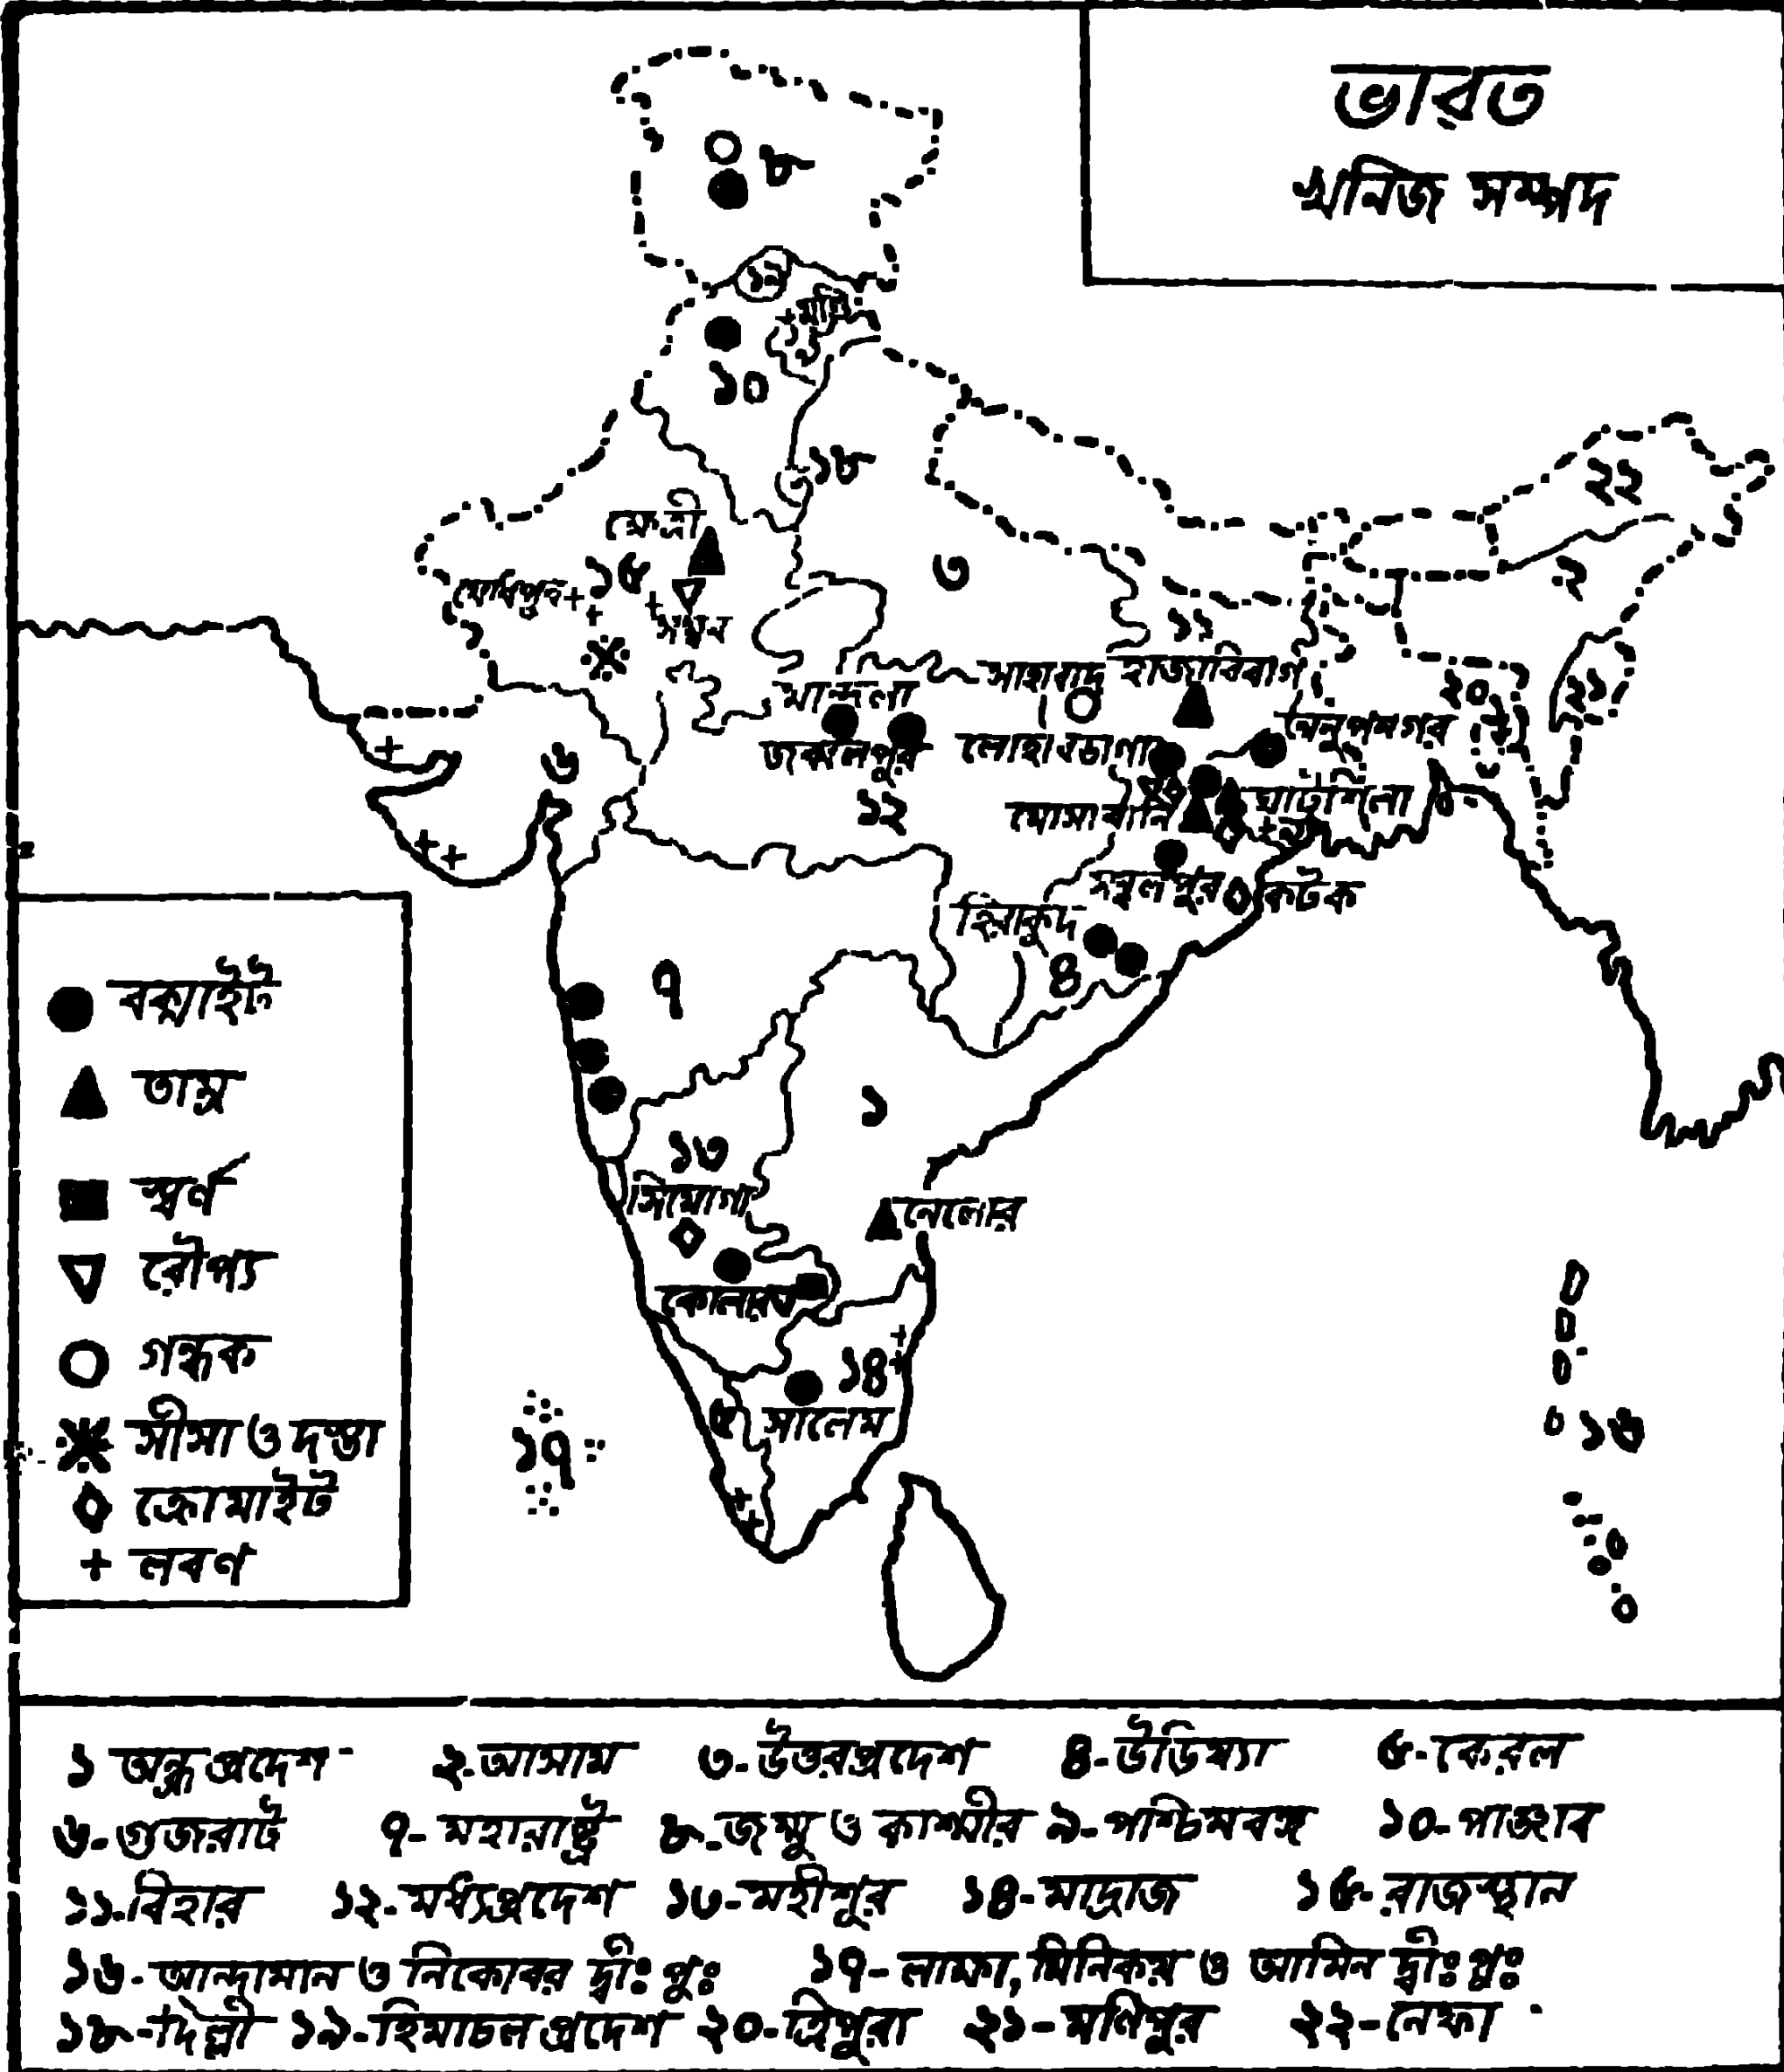 ভারত
খনিজ সম্পদ
৮
১৯
মণ্ডি
১০
১৮
২২
ক্ষেত্রী
১৫
৩
২
যোধপুর
সম্বর
১১
সাহাবাদ
হাজারিবাগ
মান্দলা
২০
২১
জব্বলপুর
লোহারডাগা
৬
১২
মোসাবানি
ঘাটশিলা
সম্বলপুর
কটক
হিরাকুদ
৪
৭
১
১৩
সিমোগা
নেলোর
কোলার
১৪
সালেম
৫
১৭
১৬
বক্সাইট
তাম্র
স্বর্ণ
রৌপ্য
গন্ধক
সীসা ও দস্তা
ক্রোমাইট
লবণ
১ অন্ধ্রপ্রদেশ ২-আসাম ৩-উত্তরপ্রদেশ ৪-উড়িষ্যা ৫-কেরল
৬-গুজরাট ৭-মহারাষ্ট্র ৮-জম্মু ও কাশ্মীর ৯-পশ্চিমবঙ্গ ১০-পাঞ্জাব
১১-বিহার ১২-মধ্যপ্রদেশ ১৩-মহীশূর ১৪-মাদ্রাজ ১৫-রাজস্থান
১৬-আন্দামান ও নিকোবর দ্বীঃ পুঃ ১৭-লাক্ষা, মিনিকয় ও আমিন দ্বীঃ পুঃ
১৮-দিল্লী ১৯-হিমাচল প্রদেশ ২০-ত্রিপুরা ২১-মণিপুর ২২-নেফা